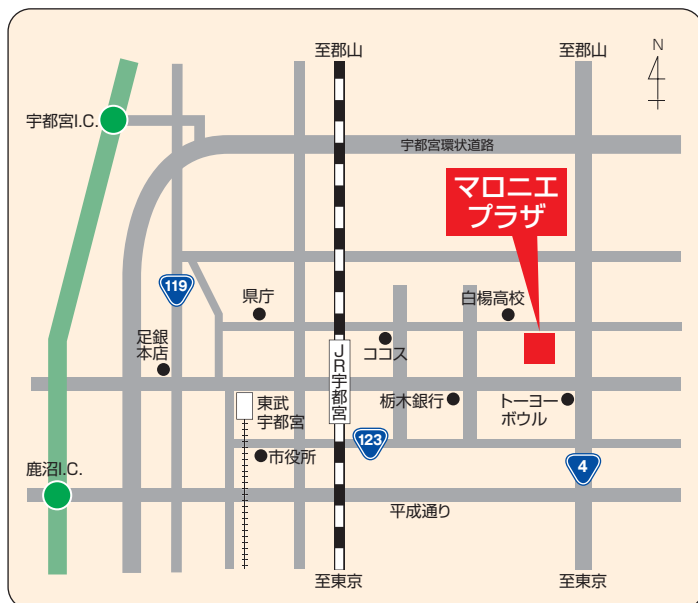 至郡山
至郡山
N
宇都宮I.C.
宇都宮環状道路
マロニエ
プラザ
119
県庁
白楊高校
足銀
本店
ココス
JR宇都宮
東武
宇都宮
栃木銀行
トーヨー
ボウル
123
市役所
4
鹿沼I.C.
平成通り
至東京
至東京